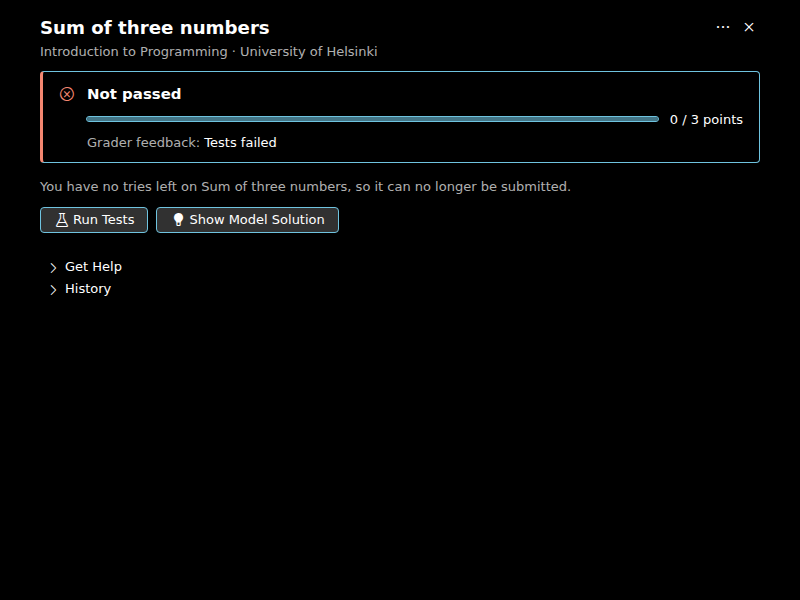 Sum of three numbers
Introduction to Programming · University of Helsinki
Not passed
0 / 3 points
Grader feedback: Tests failed
You have no tries left on Sum of three numbers, so it can no longer be submitted.
Run Tests
Show Model Solution
Get Help
History